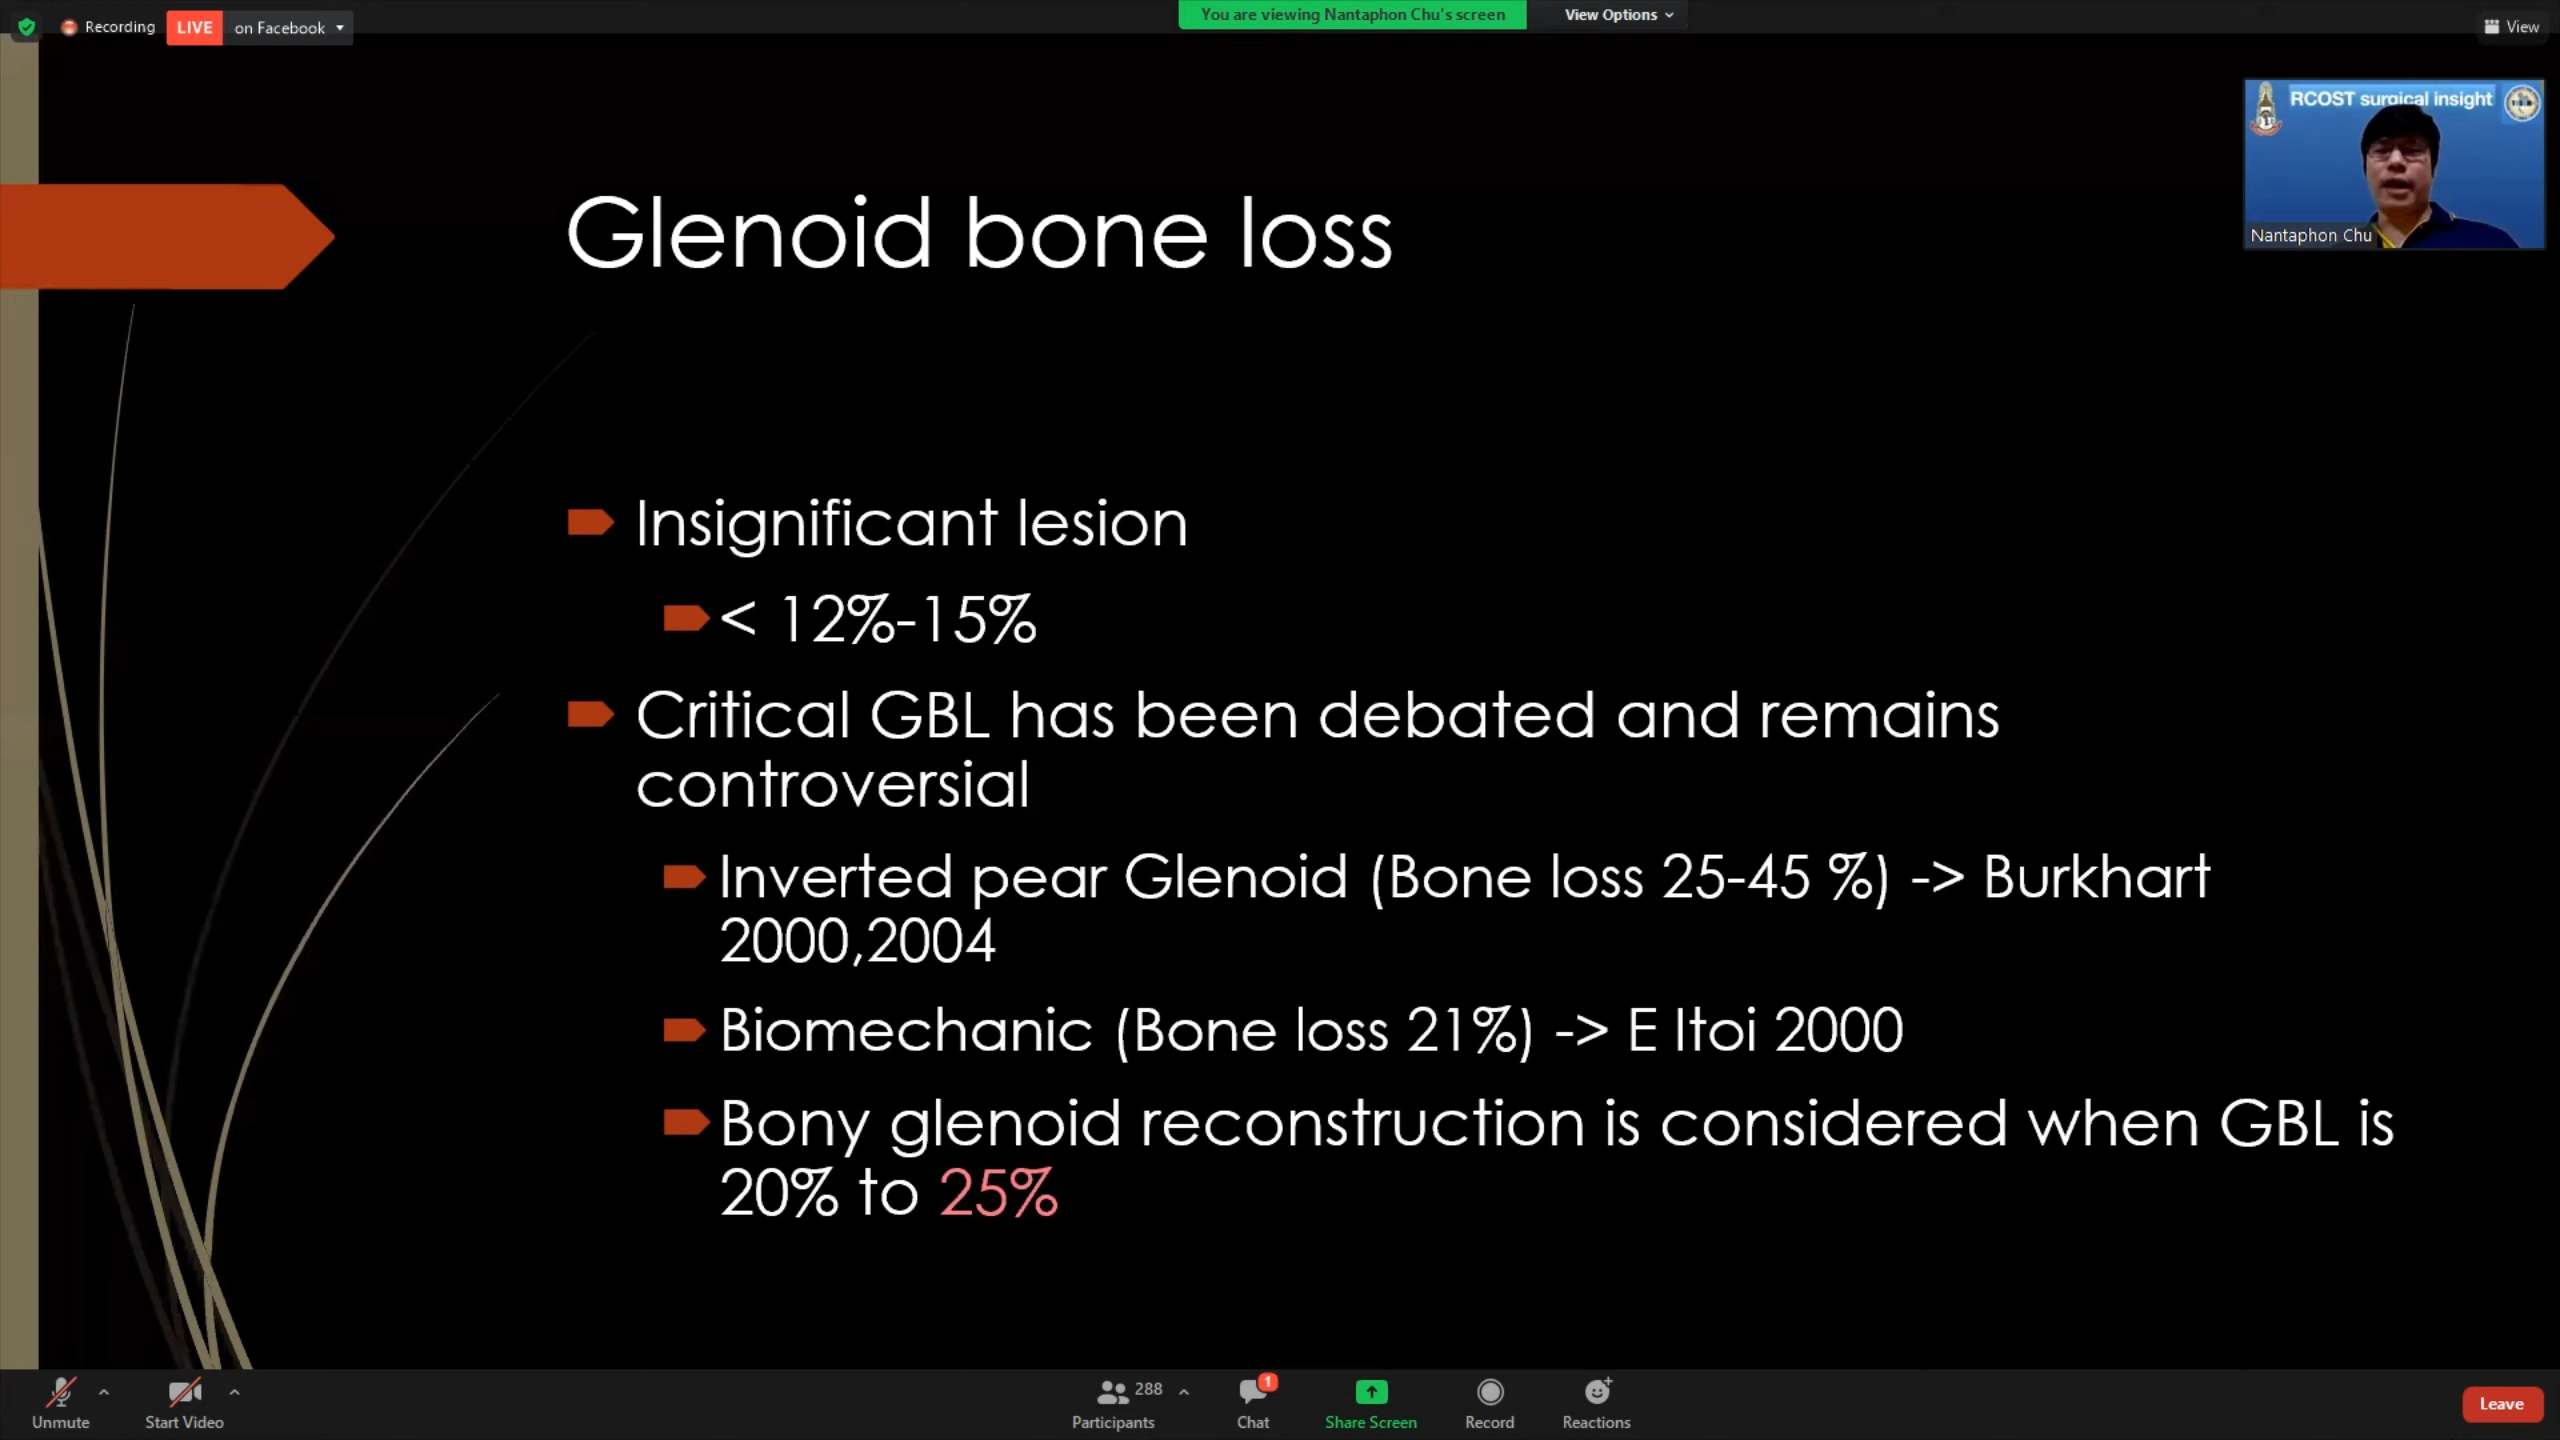 Recording
LIVE
on Facebook
You are viewing Nantaphon Chu's screen
View Options
View
RCOST surgical insight
Nantaphon Chu
Glenoid bone loss
Insignificant lesion
< 12%-15%
Critical GBL has been debated and remains
controversial
Inverted pear Glenoid (Bone loss 25-45 %) -> Burkhart
2000,2004
Biomechanic (Bone loss 21%) -> E Itoi 2000
Bony glenoid reconstruction is considered when GBL is
20% to 25%
Unmute
Start Video
288
Participants
1
Chat
Share Screen
Record
Reactions
Leave